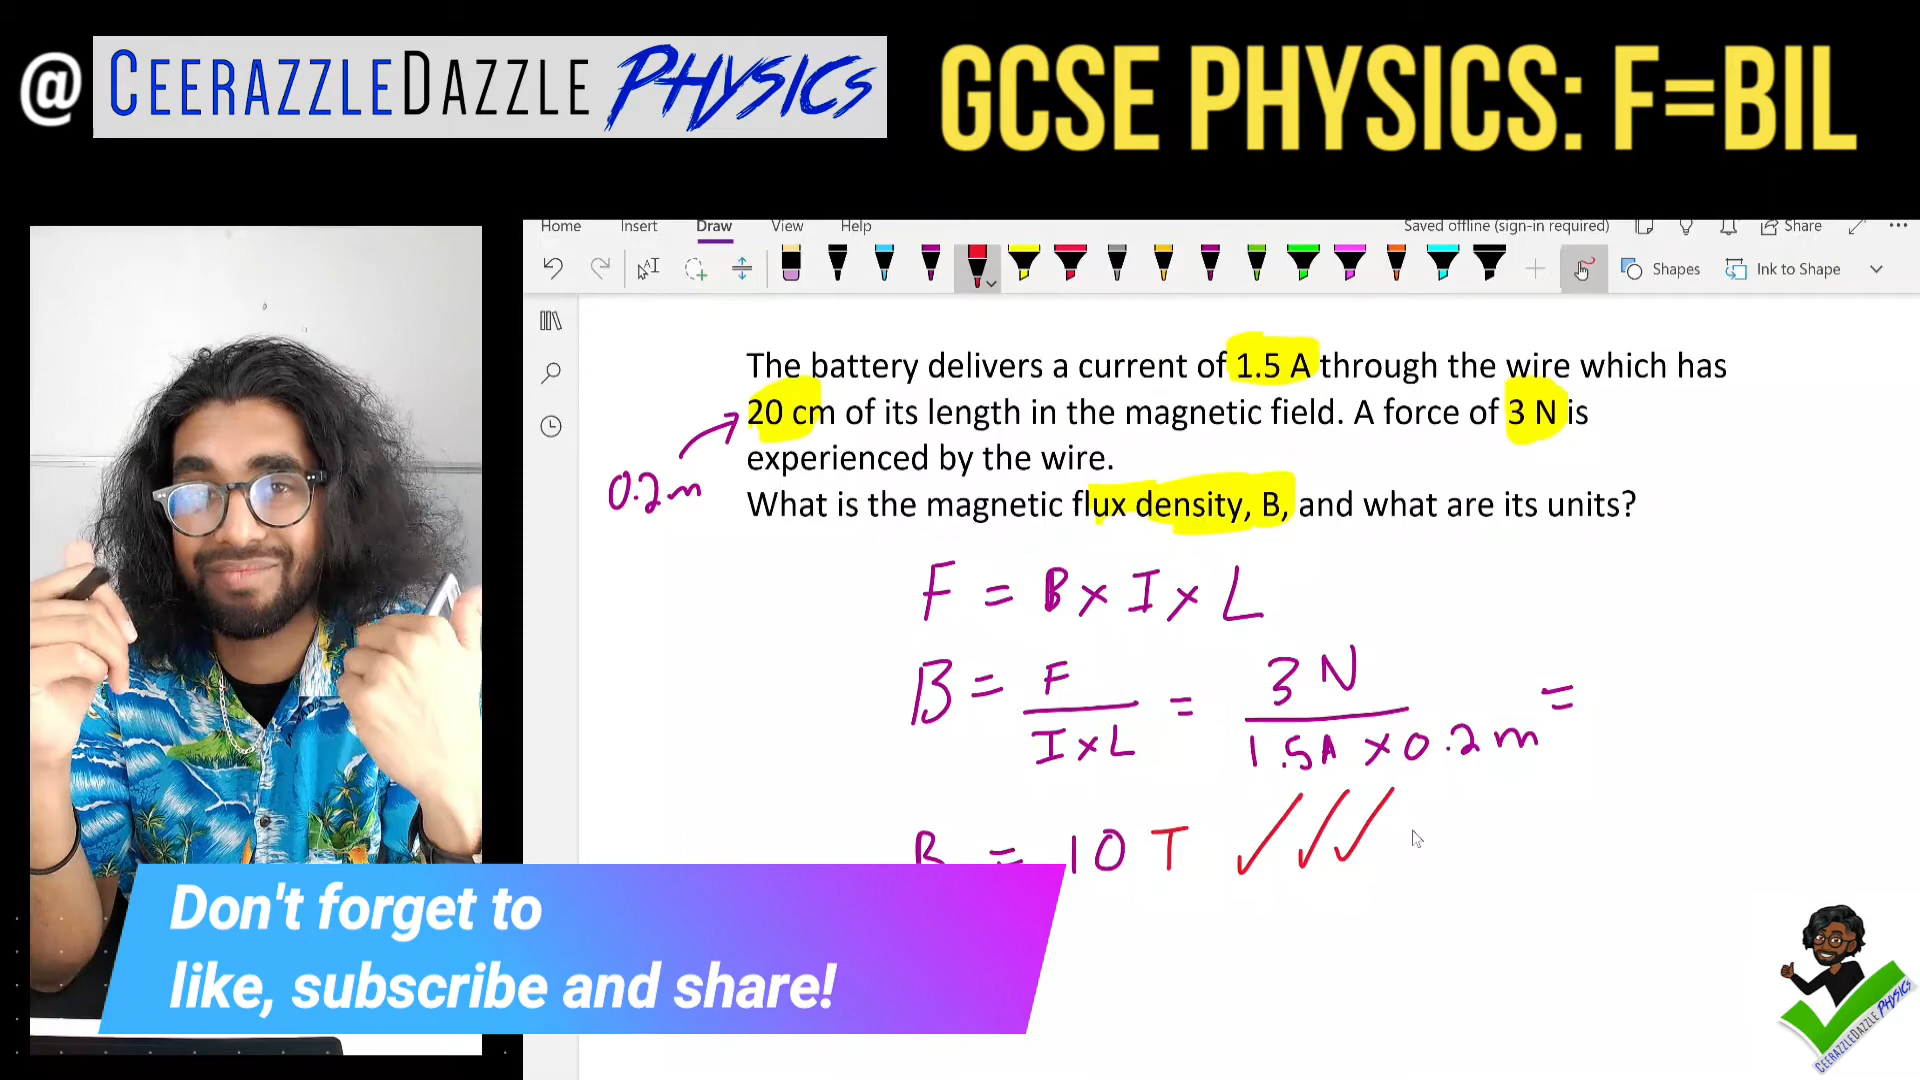 @ CEERAZZLEDAZZLE PHYSICS
GCSE PHYSICS: F=BIL
Home Insert Draw View Help
Saved offline (sign-in required) Share
Shapes Ink to Shape
The battery delivers a current of 1.5 A through the wire which has
20 cm of its length in the magnetic field. A force of 3 N is
experienced by the wire.
0.2m
What is the magnetic flux density, B, and what are its units?
F = B x I x L
B = F / I x L = 3 N / 1.5A x 0.2m =
B = 10 T
Don't forget to
like, subscribe and share!
CEERAZZLEDAZZLE PHYSICS